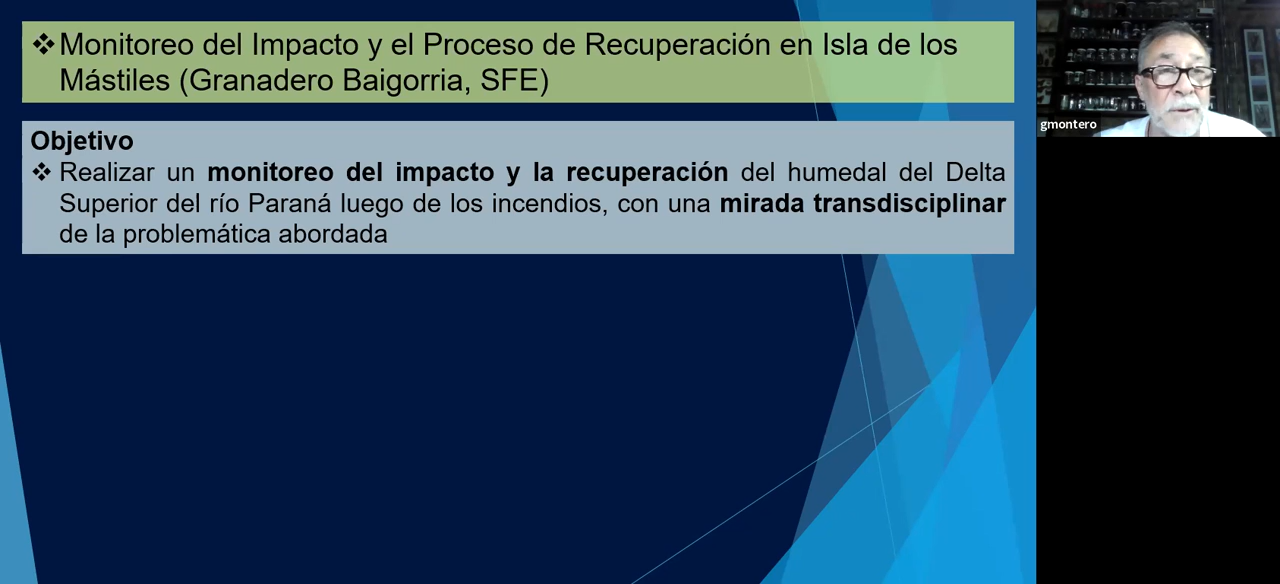 ❖Monitoreo del Impacto y el Proceso de Recuperación en Isla de los
Mástiles (Granadero Baigorria, SFE)
Objetivo
❖ Realizar un monitoreo del impacto y la recuperación del humedal del Delta
Superior del río Paraná luego de los incendios, con una mirada transdisciplinar
de la problemática abordada
gmontero